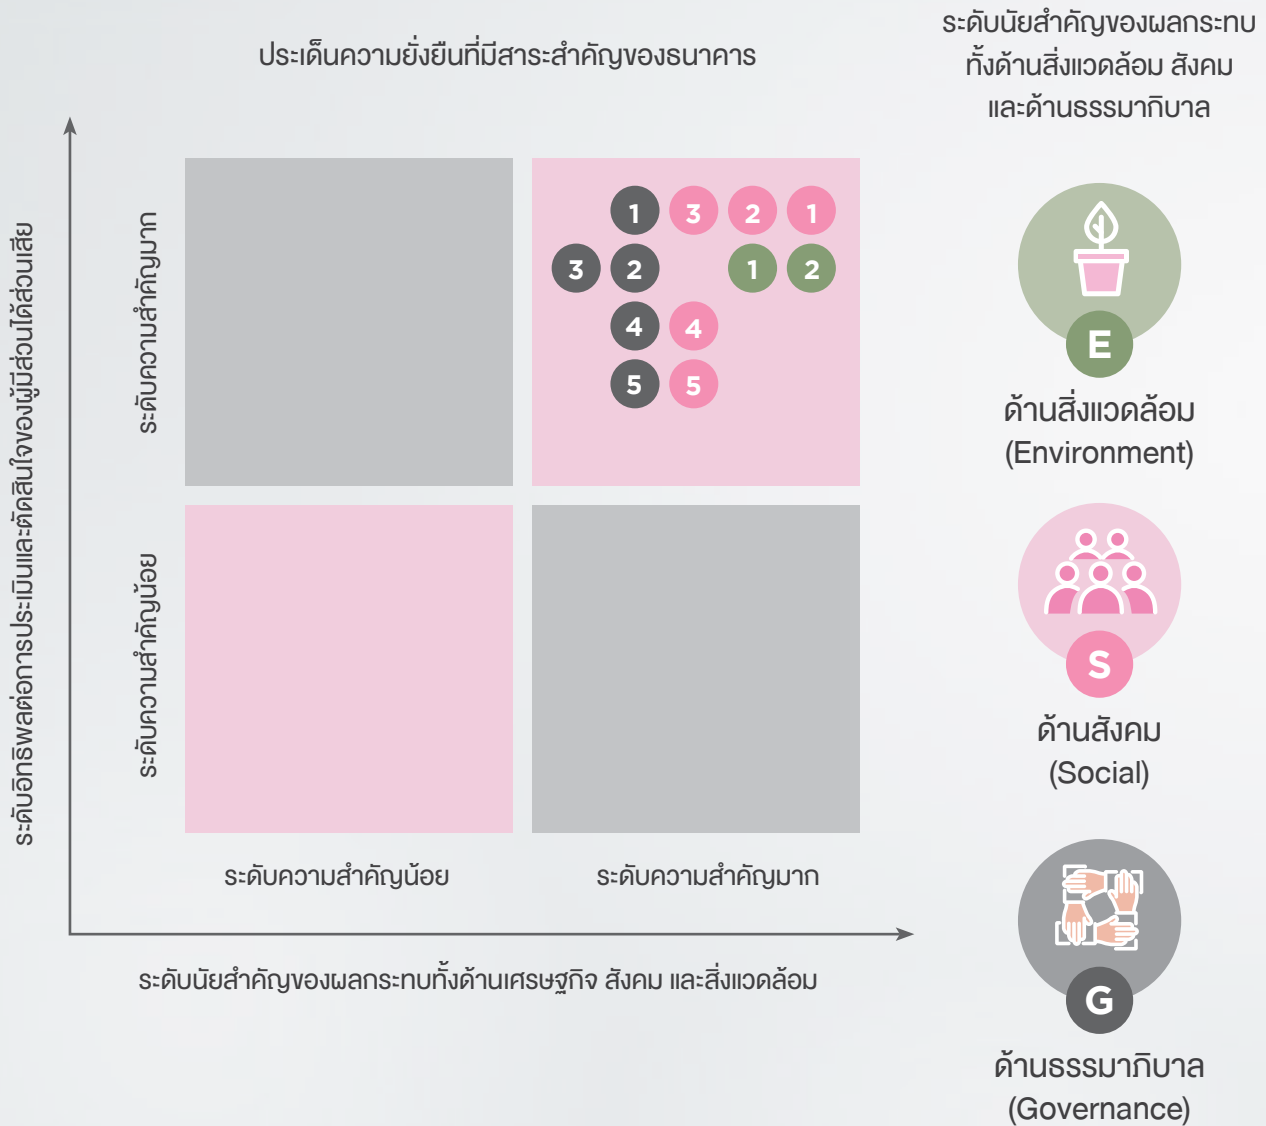 ประเด็นความยั่งยืนที่มีสาระสำคัญของธนาคาร
ระดับอิทธิพลต่อการประเมินและตัดสินใจของผู้มีส่วนได้ส่วนเสีย
ระดับความสำคัญมาก
ระดับความสำคัญน้อย
1 3 2 1
3 2 1 2
4 4
5 5
ระดับความสำคัญน้อย
ระดับความสำคัญมาก
ระดับนัยสำคัญของผลกระทบทั้งด้านเศรษฐกิจ สังคม และสิ่งแวดล้อม
ระดับนัยสำคัญของผลกระทบ
ทั้งด้านสิ่งแวดล้อม สังคม
และด้านธรรมาภิบาล
E
ด้านสิ่งแวดล้อม
(Environment)
S
ด้านสังคม
(Social)
G
ด้านธรรมาภิบาล
(Governance)